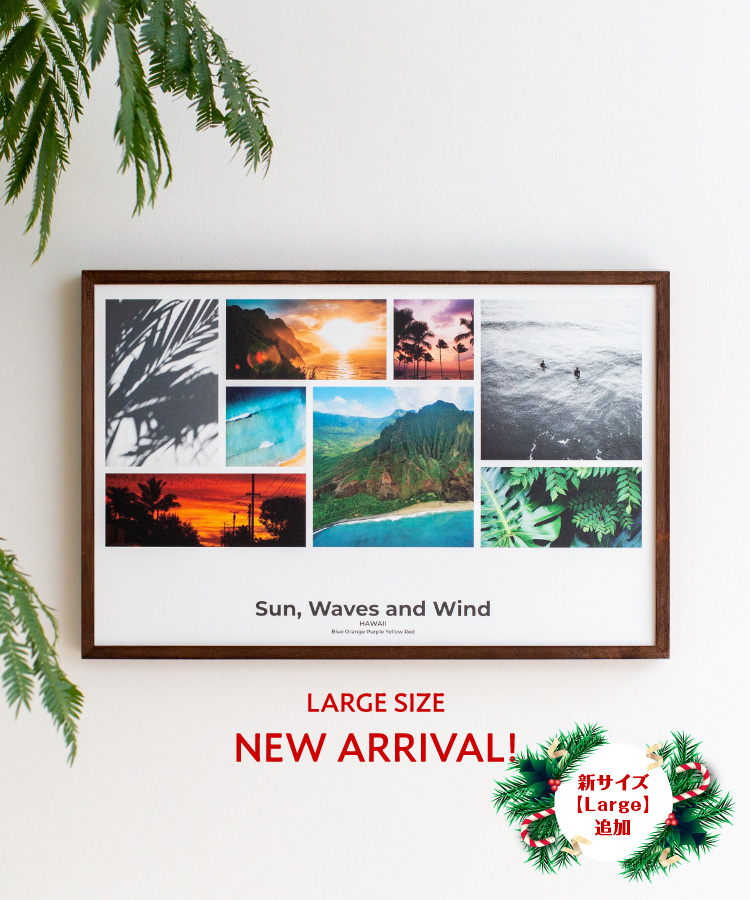 Sun, Waves and Wind
HAWAII
Blue Orange Purple Yellow Red
LARGE SIZE
NEW ARRIVAL!
新サイズ
【Large】
追加